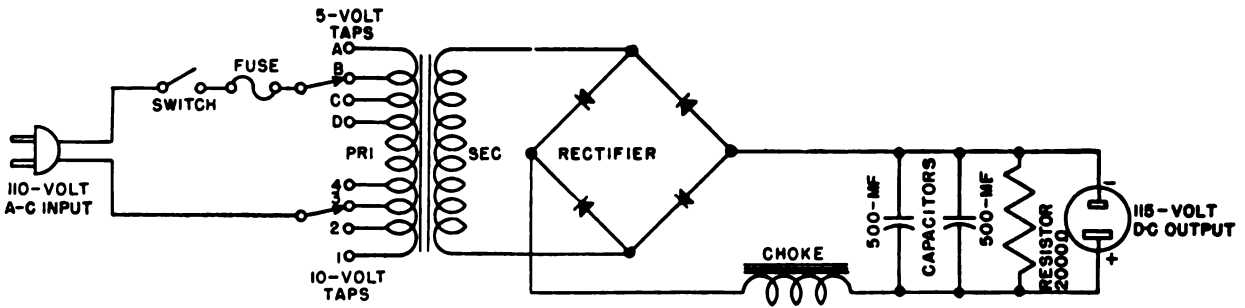 5-VOLT
TAPS
A
B
C
D
FUSE
SWITCH
110-VOLT
A-C INPUT
PRI
SEC
4
3
2
1
10-VOLT
TAPS
RECTIFIER
CHOKE
500-MF
CAPACITORS
500-MF
RESISTOR
2000Ω
-
115-VOLT
D-C OUTPUT
+